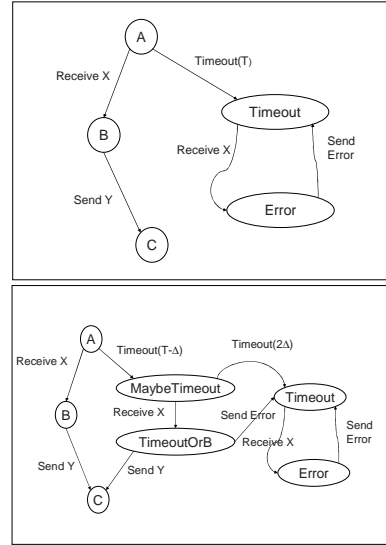 A
Timeout(T)
Receive X
Timeout
B
Receive X
Send
Error
Send Y
Error
C
A
Timeout(2Δ)
Timeout(T-Δ)
Receive X
MaybeTimeout
Timeout
B
Receive X
Send Error
Send
Error
TimeoutOrB
Receive X
Send Y
Send Y
Error
C